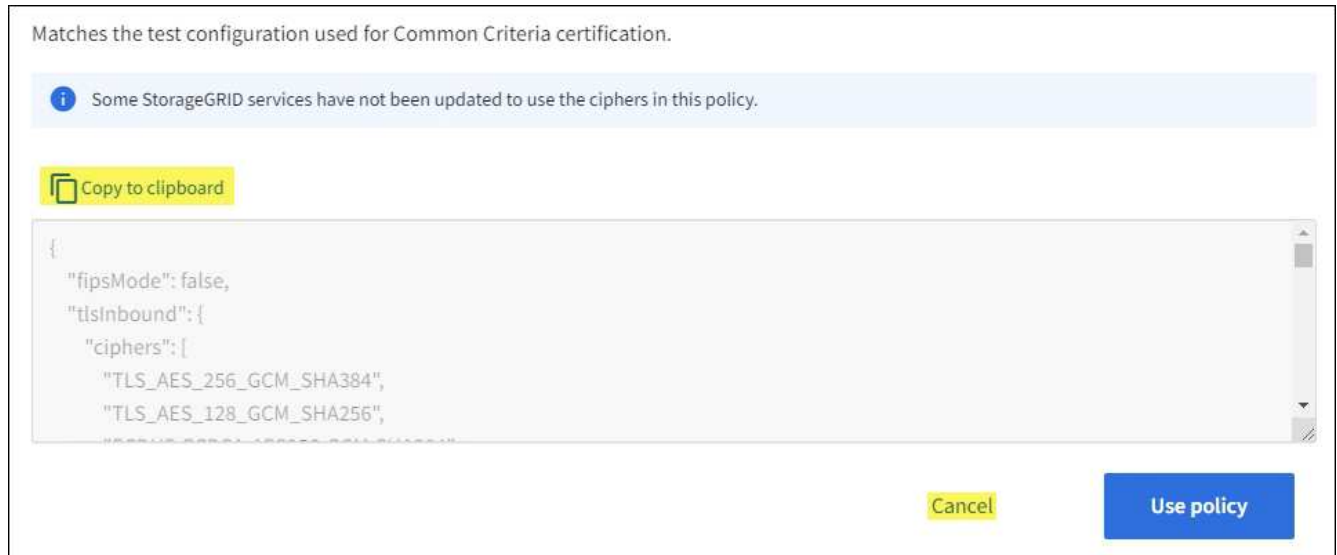 Matches the test configuration used for Common Criteria certification.
Some StorageGRID services have not been updated to use the ciphers in this policy.
Copy to clipboard
{
"fipsMode": false,
"tlsInbound": {
"ciphers": [
"TLS_AES_256_GCM_SHA384",
"TLS_AES_128_GCM_SHA256",
Cancel
Use policy